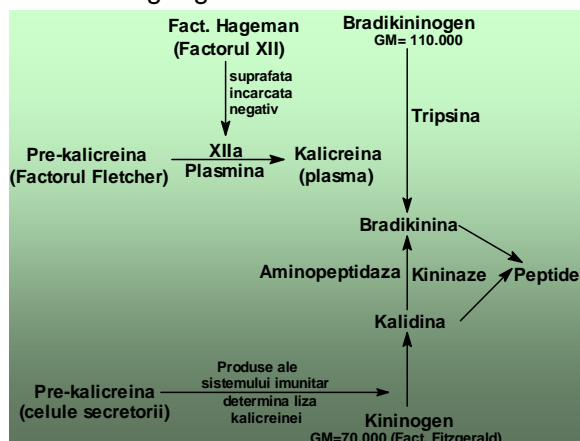 Fact. Hageman
(Factorul XII)
Bradikininogen
GM= 110.000
suprafata
incarcata
negativ
Tripsina
Pre-kalicreina
(Factorul Fletcher)
XIIa
Plasmina
Kalicreina
(plasma)
Bradikinina
Aminopeptidaza
Kininaze
Peptide
Kalidina
Pre-kalicreina
(celule secretorii)
Produse ale
sistemului imunitar
determina liza
kalicreinei
Kininogen
GM=70.000 (Fact. Fitzgerald)